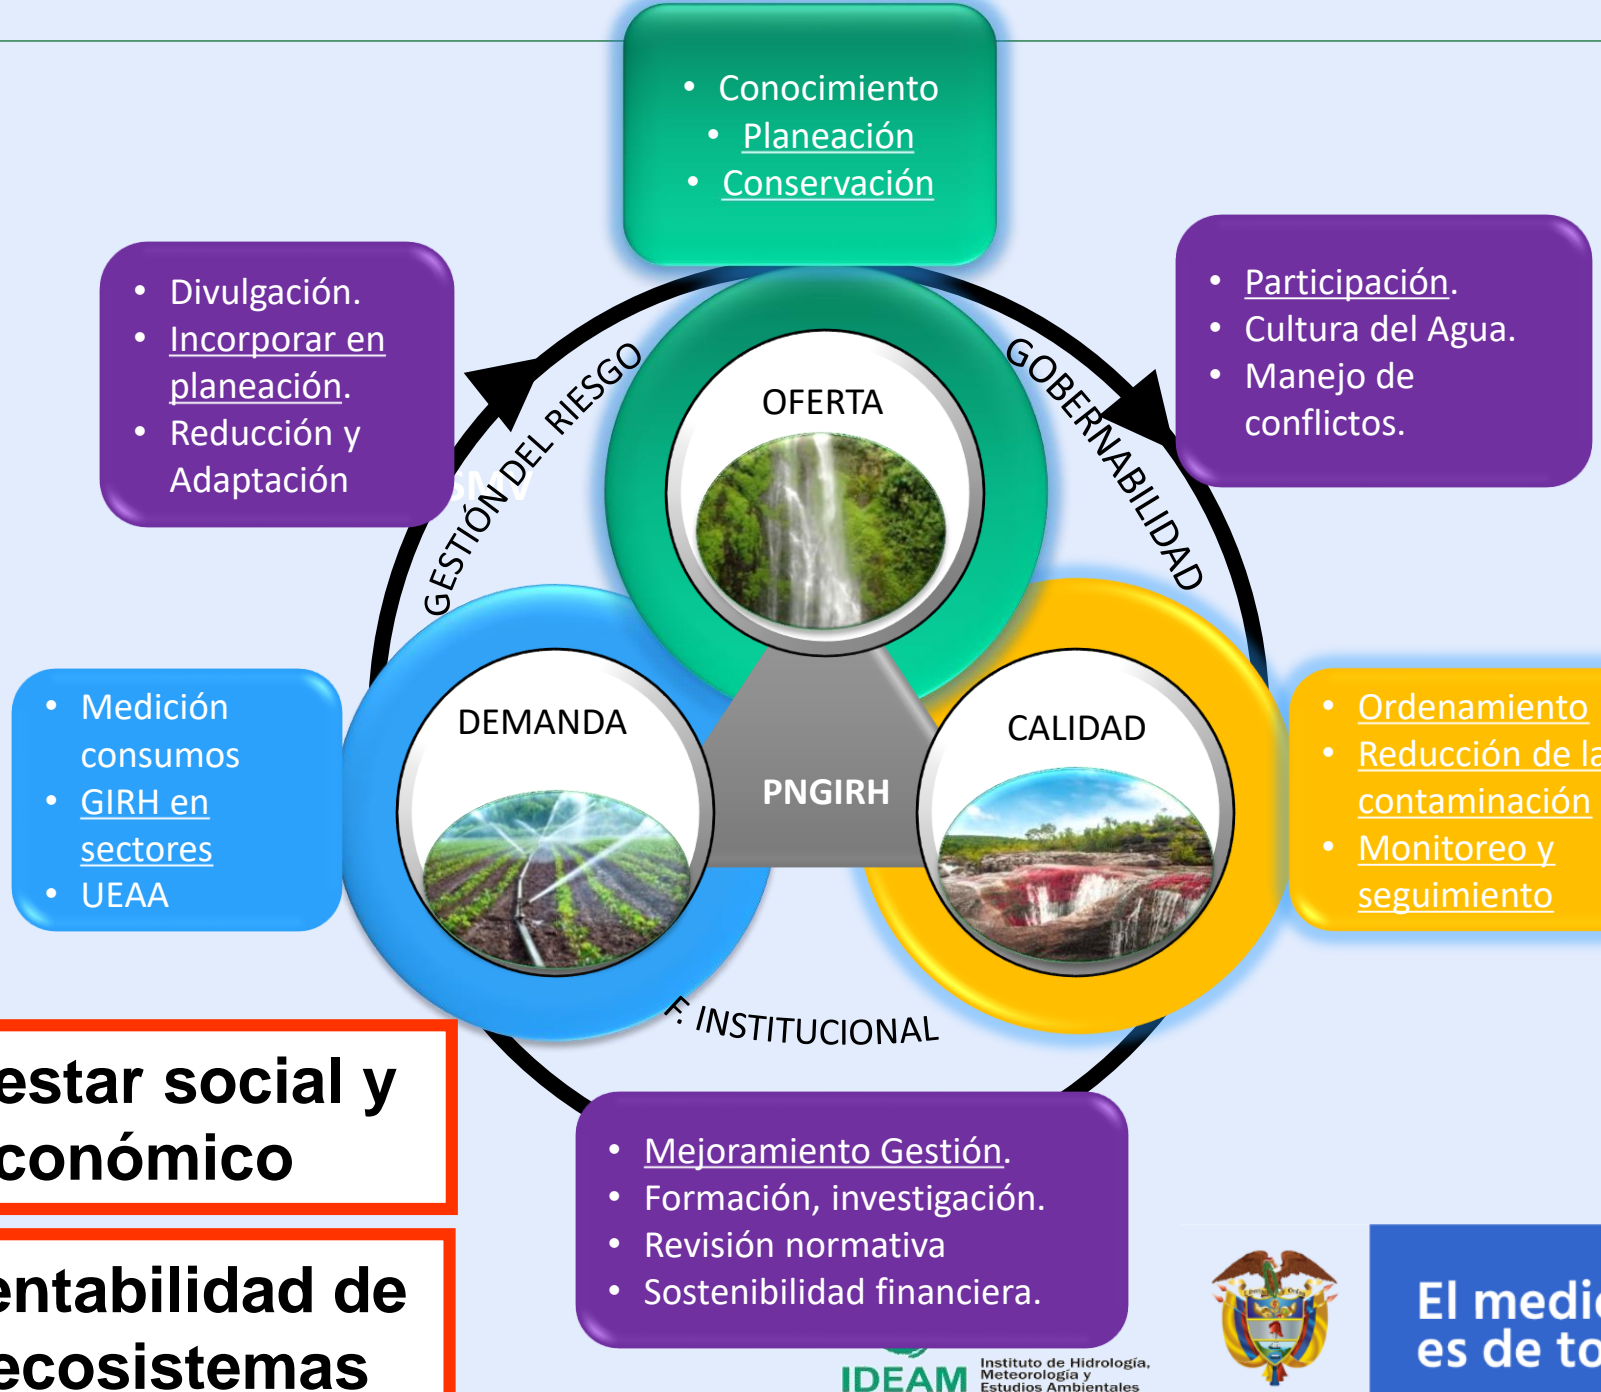 • Conocimiento
• Planeación
• Conservación
• Divulgación.
• Incorporar en
planeación.
• Reducción y
Adaptación
• Participación.
• Cultura del Agua.
• Manejo de
conflictos.
GESTIÓN DEL RIESGO
GOBERNABILIDAD
OFERTA
• Medición
consumos
• GIRH en
sectores
• UEAA
DEMANDA
PNGIRH
CALIDAD
• Ordenamiento
• Reducción de la
contaminación
• Monitoreo y
seguimiento
F. INSTITUCIONAL
estar social y
conómico
entabilidad de
ecosistemas
• Mejoramiento Gestión.
• Formación, investigación.
• Revisión normativa
• Sostenibilidad financiera.
IDEAM
Instituto de Hidrología,
Meteorología y
Estudios Ambientales
El medio
es de to